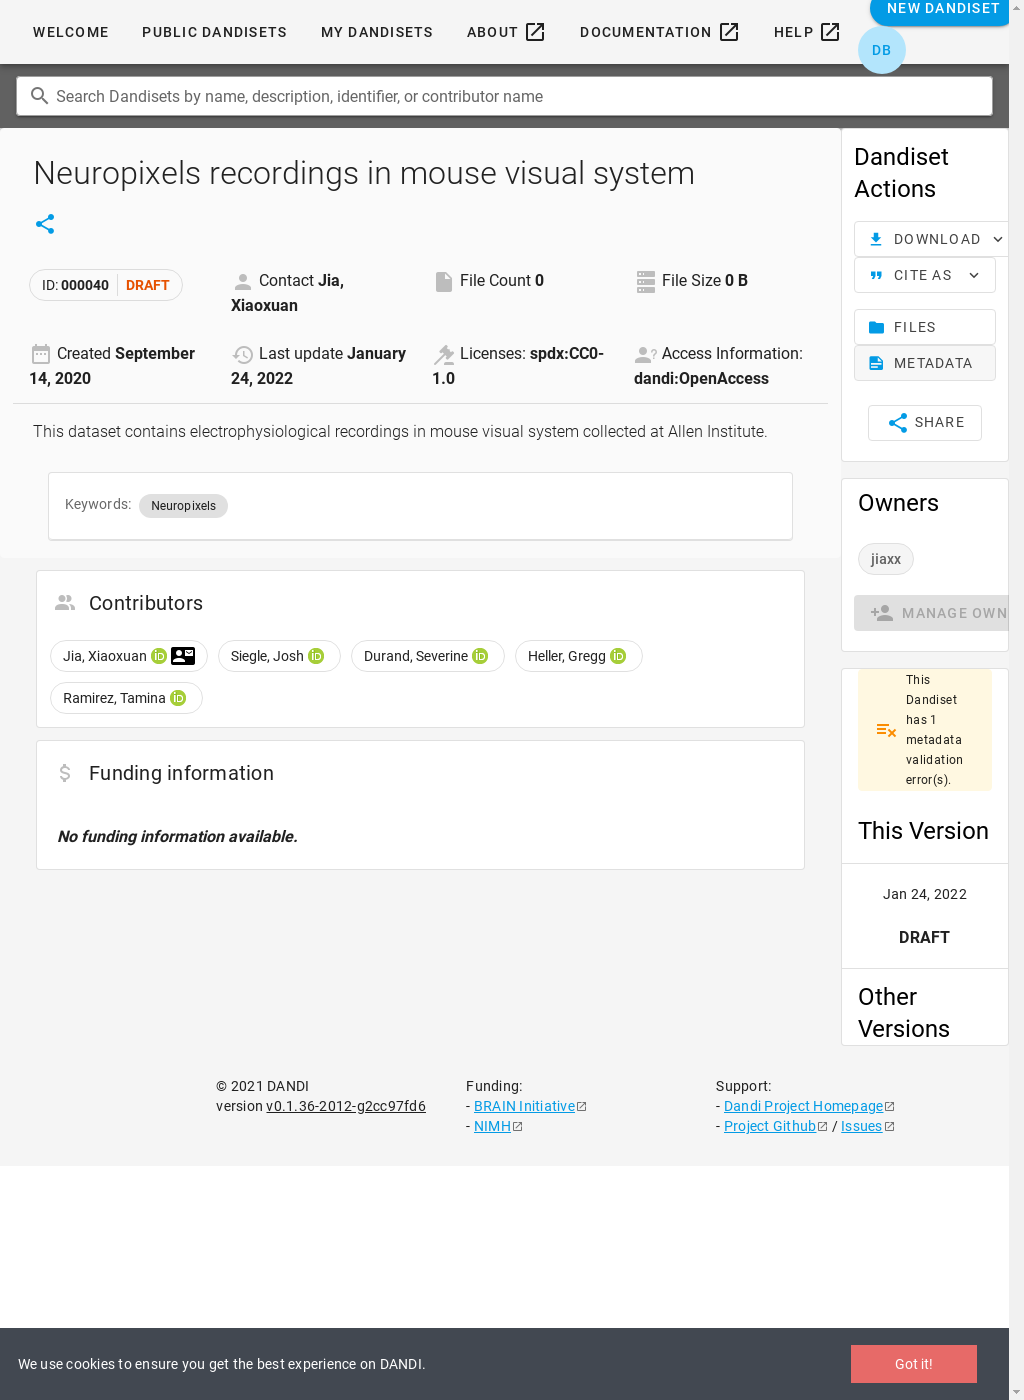 WELCOME PUBLIC DANDISETS MY DANDISETS ABOUT DOCUMENTATION HELP NEW DANDISET
DB
Search Dandisets by name, description, identifier, or contributor name
Neuropixels recordings in mouse visual system
ID: 000040 DRAFT
Contact Jia,
Xiaoxuan
File Count 0
File Size 0 B
Created September
14, 2020
Last update January
24, 2022
Licenses: spdx:CC0-
1.0
Access Information:
dandi:OpenAccess
This dataset contains electrophysiological recordings in mouse visual system collected at Allen Institute.
Keywords: Neuropixels
Contributors
Jia, Xiaoxuan iD Siegle, Josh iD Durand, Severine iD Heller, Gregg iD
Ramirez, Tamina iD
Funding information
No funding information available.
Dandiset
Actions
DOWNLOAD
CITE AS
FILES
METADATA
SHARE
Owners
jiaxx
MANAGE OWN
This
Dandiset
has 1
metadata
validation
error(s).
This Version
Jan 24, 2022
DRAFT
Other
Versions
© 2021 DANDI
version v0.1.36-2012-g2cc97fd6
Funding:
- BRAIN Initiative
- NIMH
Support:
- Dandi Project Homepage
- Project Github / Issues
We use cookies to ensure you get the best experience on DANDI.
Got it!